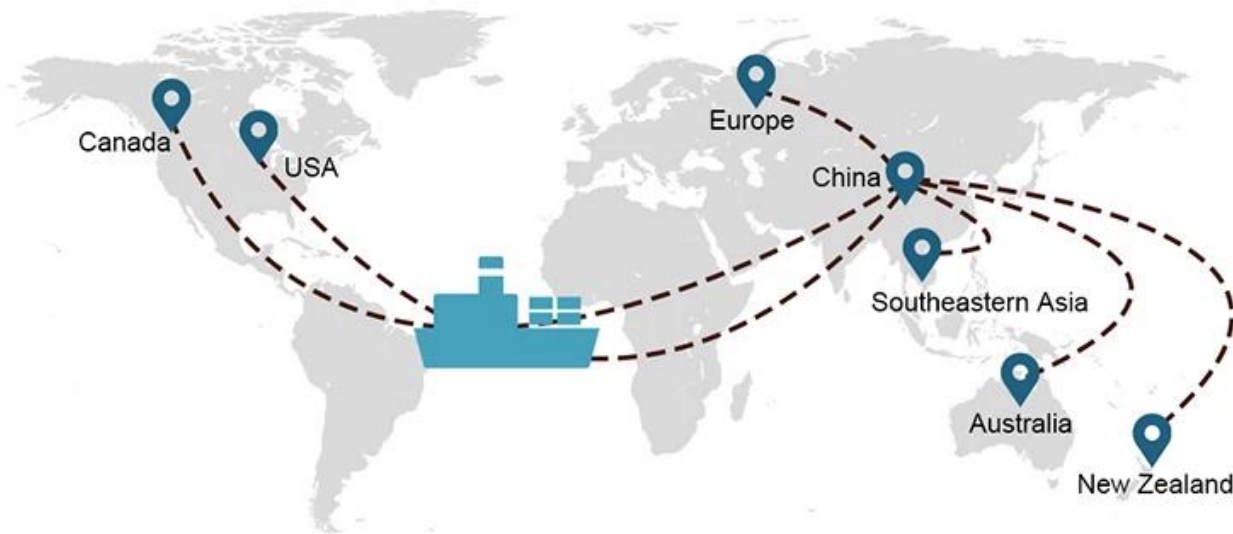 Canada
USA
Europe
China
Southeastern Asia
Australia
New Zealand